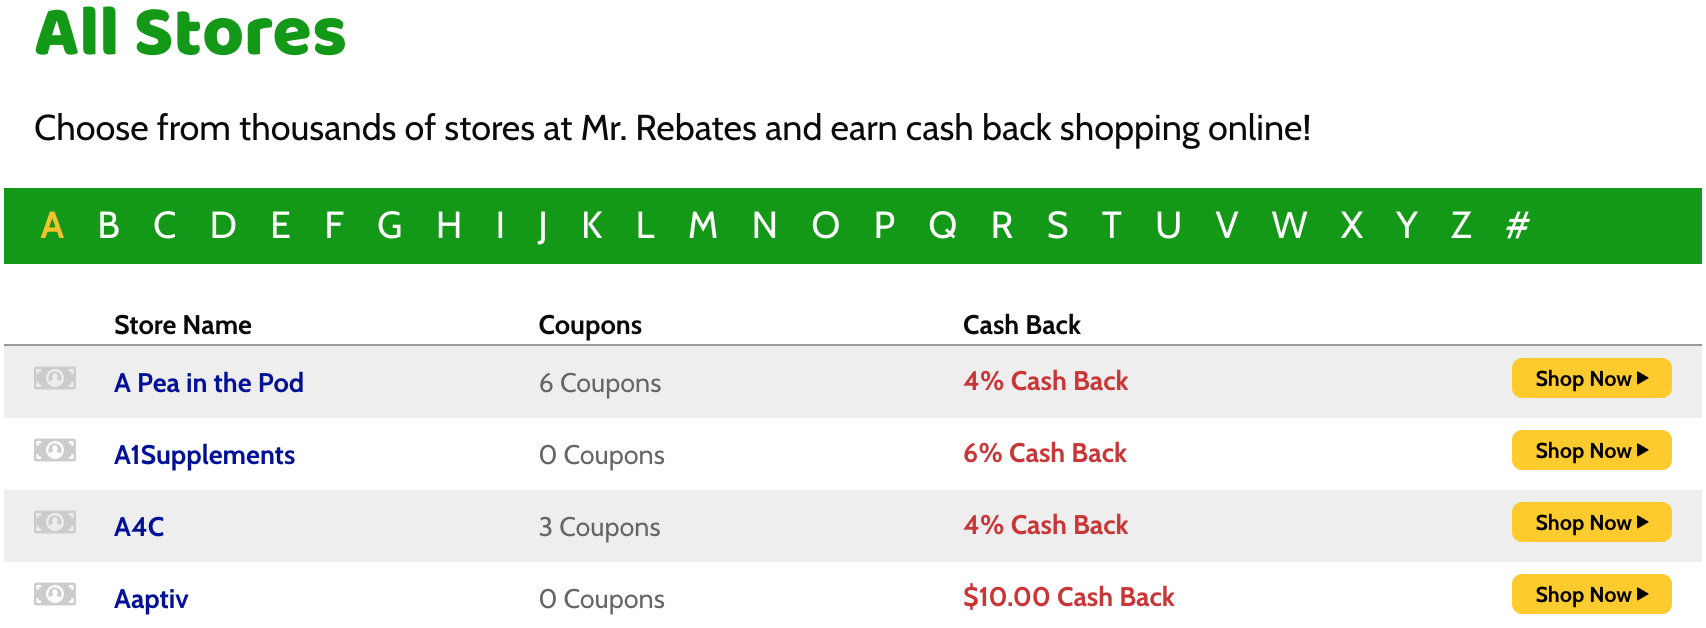 All Stores
Choose from thousands of stores at Mr. Rebates and earn cash back shopping online!
A B C D E F G H I J K L M N O P Q R S T U V W X Y Z #
Store Name Coupons Cash Back
A Pea in the Pod 6 Coupons 4% Cash Back Shop Now
A1Supplements 0 Coupons 6% Cash Back Shop Now
A4C 3 Coupons 4% Cash Back Shop Now
Aaptiv 0 Coupons $10.00 Cash Back Shop Now